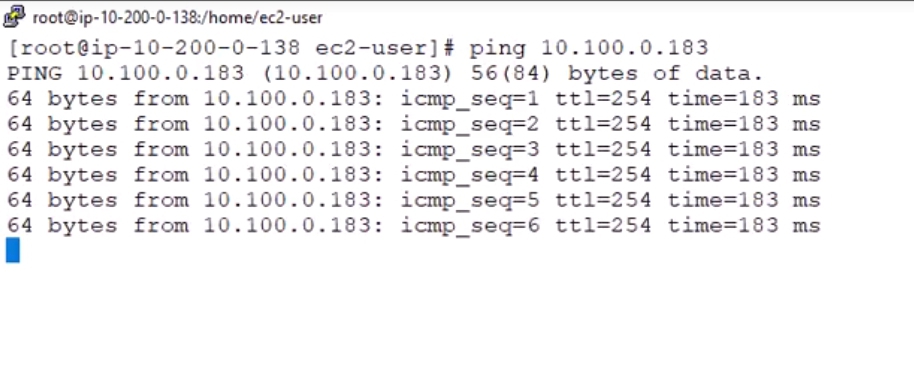 root@ip-10-200-0-138:/home/ec2-user
[root@ip-10-200-0-138 ec2-user]# ping 10.100.0.183
PING 10.100.0.183 (10.100.0.183) 56(84) bytes of data.
64 bytes from 10.100.0.183: icmp_seq=1 ttl=254 time=183 ms
64 bytes from 10.100.0.183: icmp_seq=2 ttl=254 time=183 ms
64 bytes from 10.100.0.183: icmp_seq=3 ttl=254 time=183 ms
64 bytes from 10.100.0.183: icmp_seq=4 ttl=254 time=183 ms
64 bytes from 10.100.0.183: icmp_seq=5 ttl=254 time=183 ms
64 bytes from 10.100.0.183: icmp_seq=6 ttl=254 time=183 ms